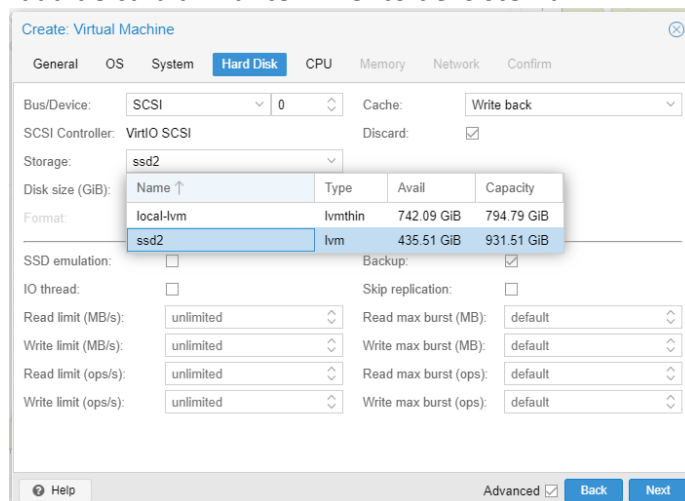 Create: Virtual Machine
General OS System Hard Disk CPU Memory Network Confirm
Bus/Device: SCSI 0 Cache: Write back
SCSI Controller: VirtIO SCSI Discard:
Storage: ssd2
Disk size (GiB): Name Type Avail Capacity
Format: local-lvm lvmthin 742.09 GiB 794.79 GiB
ssd2 lvm 435.51 GiB 931.51 GiB
SSD emulation: Backup:
IO thread: Skip replication:
Read limit (MB/s): unlimited Read max burst (MB): default
Write limit (MB/s): unlimited Write max burst (MB): default
Read limit (ops/s): unlimited Read max burst (ops): default
Write limit (ops/s): unlimited Write max burst (ops): default
Help Advanced Back Next